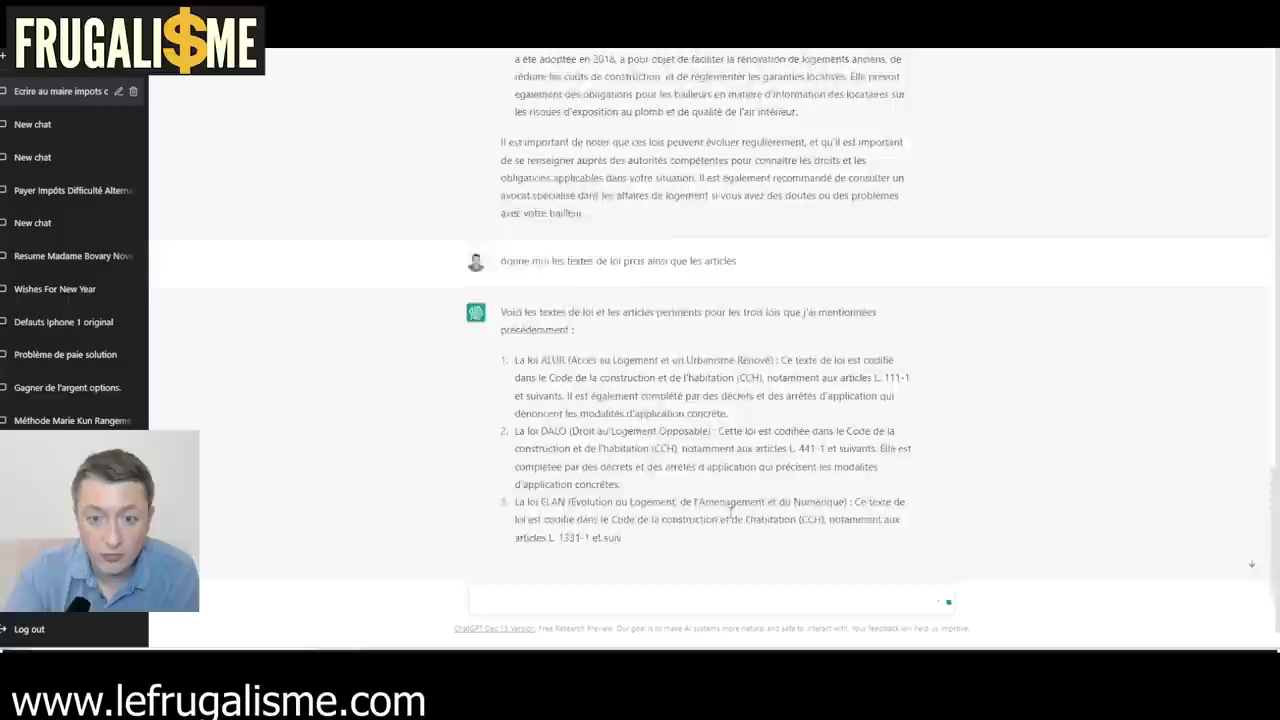 FRUGALI$ME
a été adoptée en 2018, a pour objet de faciliter la rénovation de logements anciens, de
réduire les coûts de construction, et de réglementer les garanties locatives. Elle prévoit
également des obligations pour les bailleurs en matière d'information des locataires sur
les risques d'exposition au plomb et de qualité de l'air intérieur.
Il est important de noter que ces lois peuvent évoluer régulièrement, et qu'il est important
de se renseigner auprès des autorités compétentes pour connaître les droits et les
obligations applicables dans votre situation. Il est également recommandé de consulter un
avocat spécialisé dans les affaires de logement si vous avez des doutes ou des problèmes
avec votre bailleur.
donne moi les textes de loi prcis ainsi que les articles
Voici les textes de loi et les articles pertinents pour les trois lois que j'ai mentionnées
précédemment :
1. La loi ALUR (Accès au Logement et un Urbanisme Rénové) : Ce texte de loi est codifié
dans le Code de la construction et de l'habitation (CCH), notamment aux articles L. 111-1
et suivants. Il est également complété par des décrets et des arrêtés d'application qui
dénoncent les modalités d'application concrète.
2. La loi DALO (Droit au Logement Opposable) : Cette loi est codifiée dans le Code de la
construction et de l'habitation (CCH), notamment aux articles L. 441-1 et suivants. Elle est
complétée par des décrets et des arrêtés d'application qui précisent les modalités
d'application concrètes.
3. La loi ELAN (Évolution du Logement, de l'Aménagement et du Numérique) : Ce texte de
loi est codifié dans le Code de la construction et de l'habitation (CCH), notamment aux
articles L. 1331-1 et suiv
ChatGPT Dec 15 Version. Free Research Preview. Our goal is to make AI systems more natural and safe to interact with. Your feedback will help us improve.
Ecrire au maire impots c
New chat
New chat
Payer Impôts Difficulté Alterna
New chat
Resume Madame Bovary Nove
Wishes For New Year
Defauts Iphone 1 original
Problème de paie solution
Gagner de l'argent options.
Méthode Marie Kun Rangeme
Log out
www.lefrugalisme.com